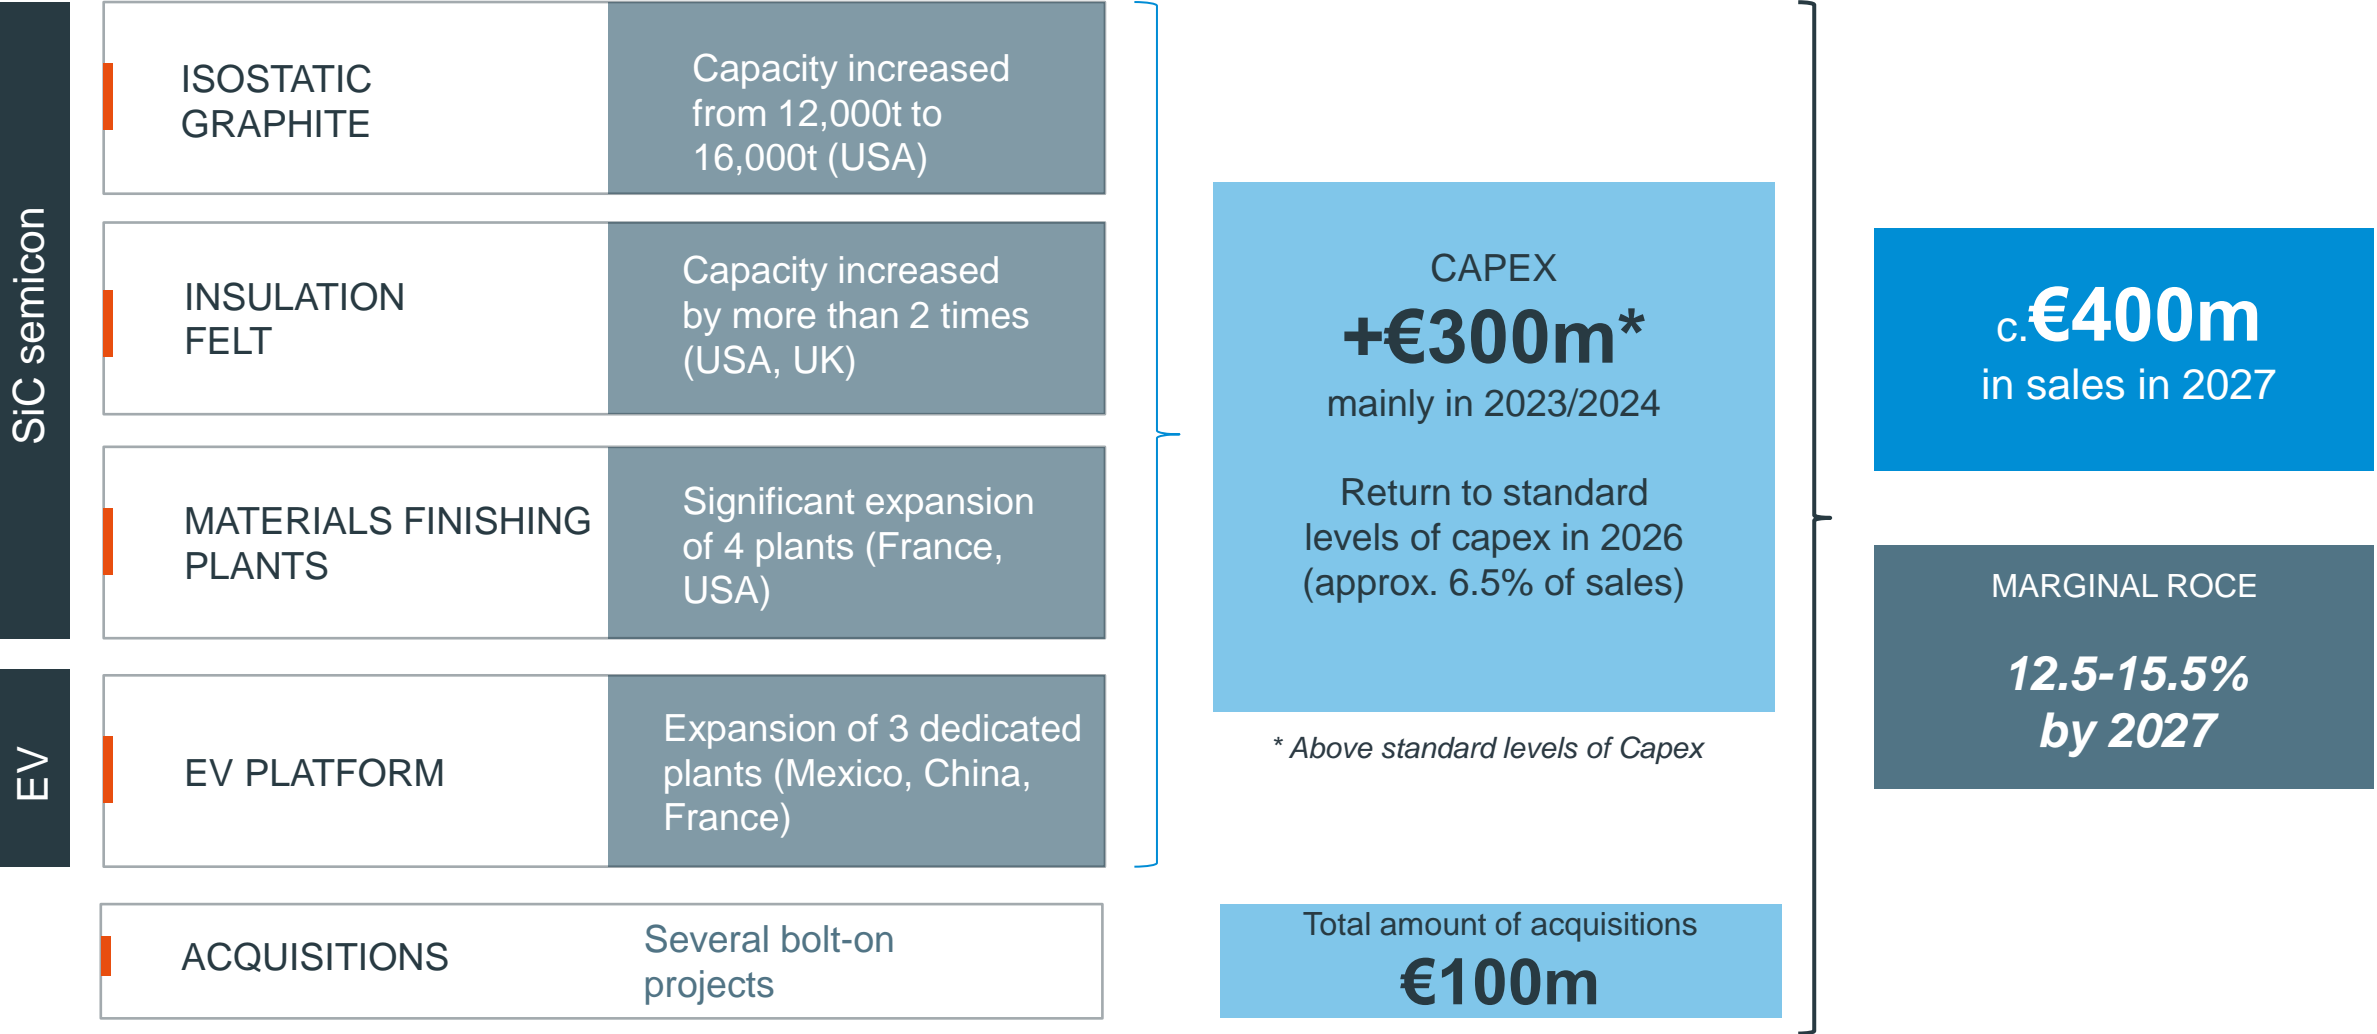 SiC semicon
ISOSTATIC
GRAPHITE
Capacity increased
from 12,000t to
16,000t (USA)
INSULATION
FELT
Capacity increased
by more than 2 times
(USA, UK)
MATERIALS FINISHING
PLANTS
Significant expansion
of 4 plants (France,
USA)
EV
EV PLATFORM
Expansion of 3 dedicated
plants (Mexico, China,
France)
ACQUISITIONS
Several bolt-on
projects
CAPEX
+€300m*
mainly in 2023/2024
Return to standard
levels of capex in 2026
(approx. 6.5% of sales)
* Above standard levels of Capex
Total amount of acquisitions
€100m
c.€400m
in sales in 2027
MARGINAL ROCE
12.5-15.5%
by 2027